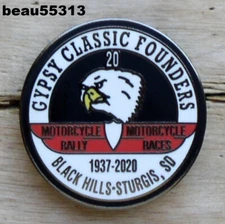 beau55313
GYPSY CLASSIC FOUNDERS
20
MOTORCYCLE MOTORCYCLE
RALLY RACES
1937-2020
BLACK HILLS-STURGIS, SD